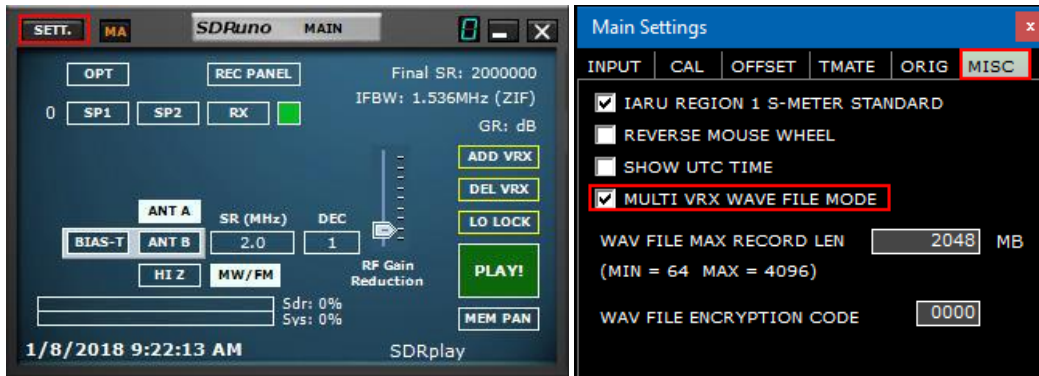 SETT. MA SDRuno MAIN 0 X
OPT REC PANEL Final SR: 2000000
IFBW: 1.536MHz (ZIF)
0 SP1 SP2 RX
GR: dB
ADD VRX
DEL VRX
ANT A SR (MHz) DEC LO LOCK
BIAS-T ANT B 2.0 1
HI Z MW/FM RF Gain PLAY!
Reduction
Sdr: 0%
Sys: 0% MEM PAN
1/8/2018 9:22:13 AM SDRplay
Main Settings x
INPUT CAL OFFSET TMATE ORIG MISC
IARU REGION 1 S-METER STANDARD
REVERSE MOUSE WHEEL
SHOW UTC TIME
MULTI VRX WAVE FILE MODE
WAV FILE MAX RECORD LEN 2048 MB
(MIN = 64 MAX = 4096)
WAV FILE ENCRYPTION CODE 0000